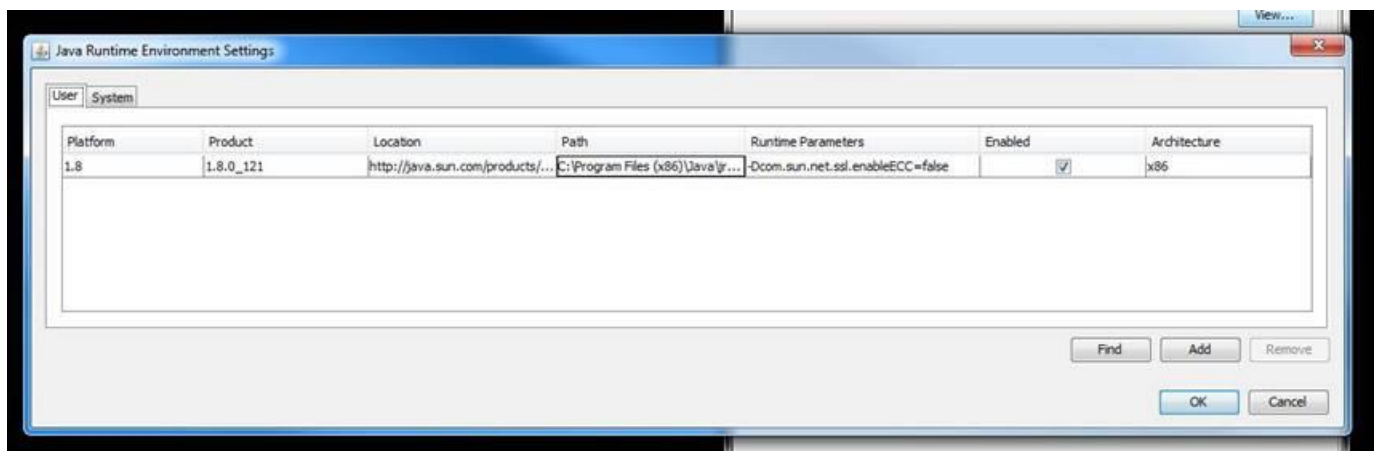 View...
Java Runtime Environment Settings
User System
Platform Product Location Path Runtime Parameters Enabled Architecture
1.8 1.8.0_121 http://java.sun.com/products/... C:\Program Files (x86)\Java\jr... -Dcom.sun.net.ssl.enableECC=false x86
Find Add Remove
OK Cancel